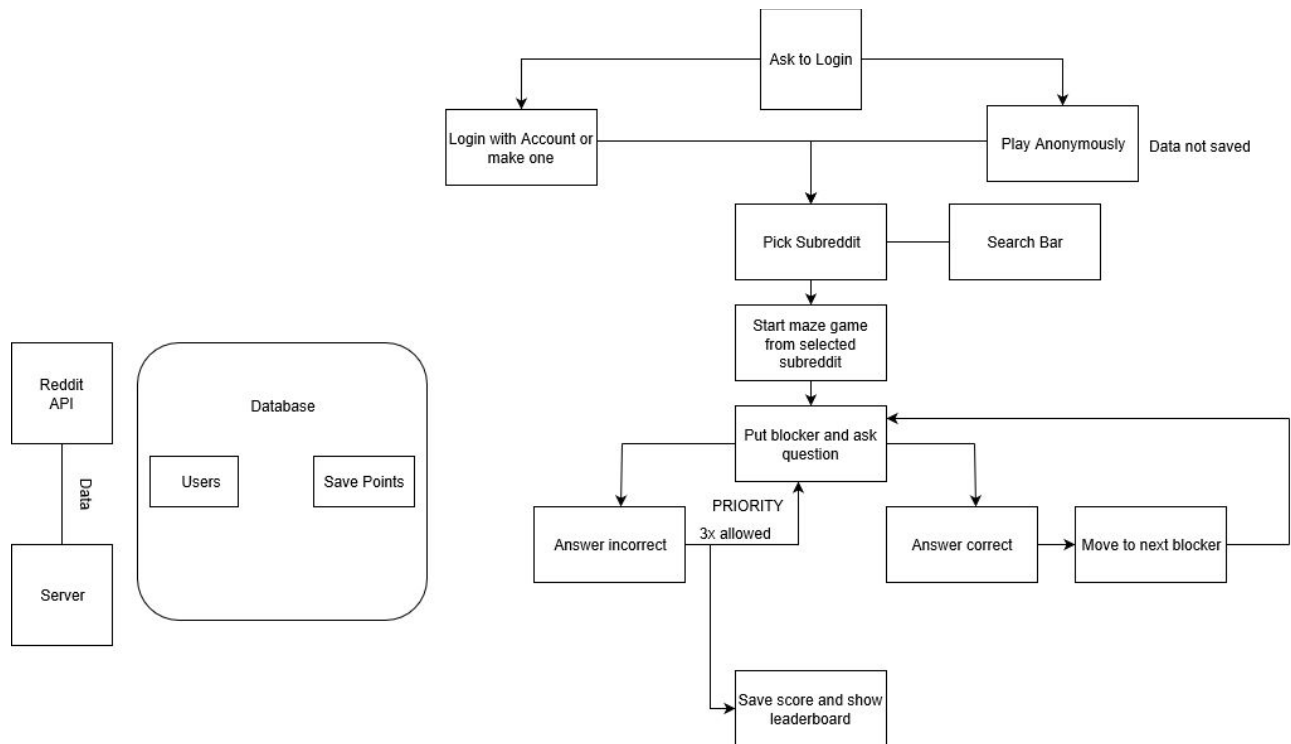 Ask to Login
Login with Account or
make one
Play Anonymously
Data not saved
Pick Subreddit
Search Bar
Start maze game
from selected
subreddit
Reddit
API
Database
Put blocker and ask
question
Users
Save Points
Data
PRIORITY
3x allowed
Answer incorrect
Answer correct
Move to next blocker
Server
Save score and show
leaderboard